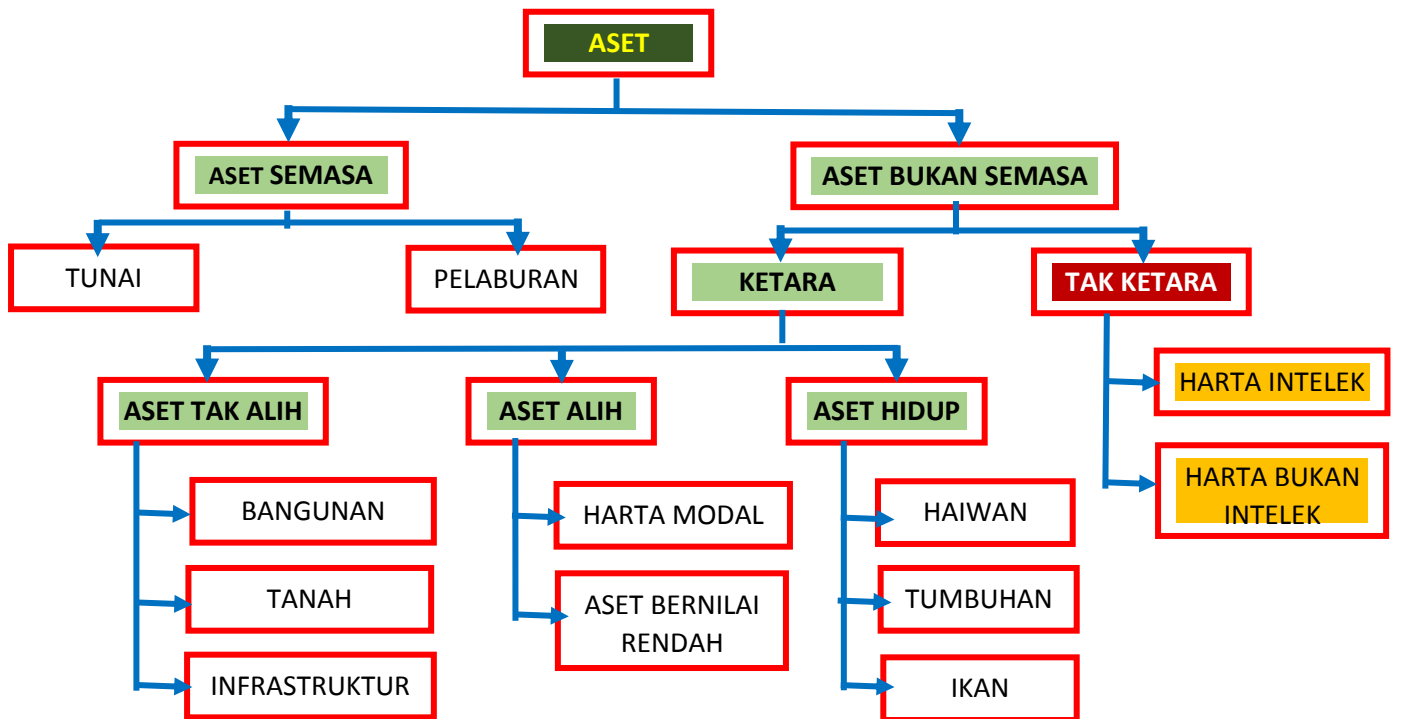 ASET
ASET SEMASA
ASET BUKAN SEMASA
TUNAI
PELABURAN
KETARA
TAK KETARA
ASET TAK ALIH
ASET ALIH
ASET HIDUP
HARTA INTELEK
HARTA BUKAN
INTELEK
BANGUNAN
HARTA MODAL
HAIWAN
TANAH
ASET BERNILAI
RENDAH
TUMBUHAN
INFRASTRUKTUR
IKAN